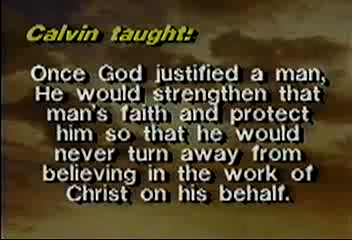 Calvin taught:
Once God justified a man,
He would strengthen that
man's faith and protect
him so that he would
never turn away from
believing in the work of
Christ on his behalf.